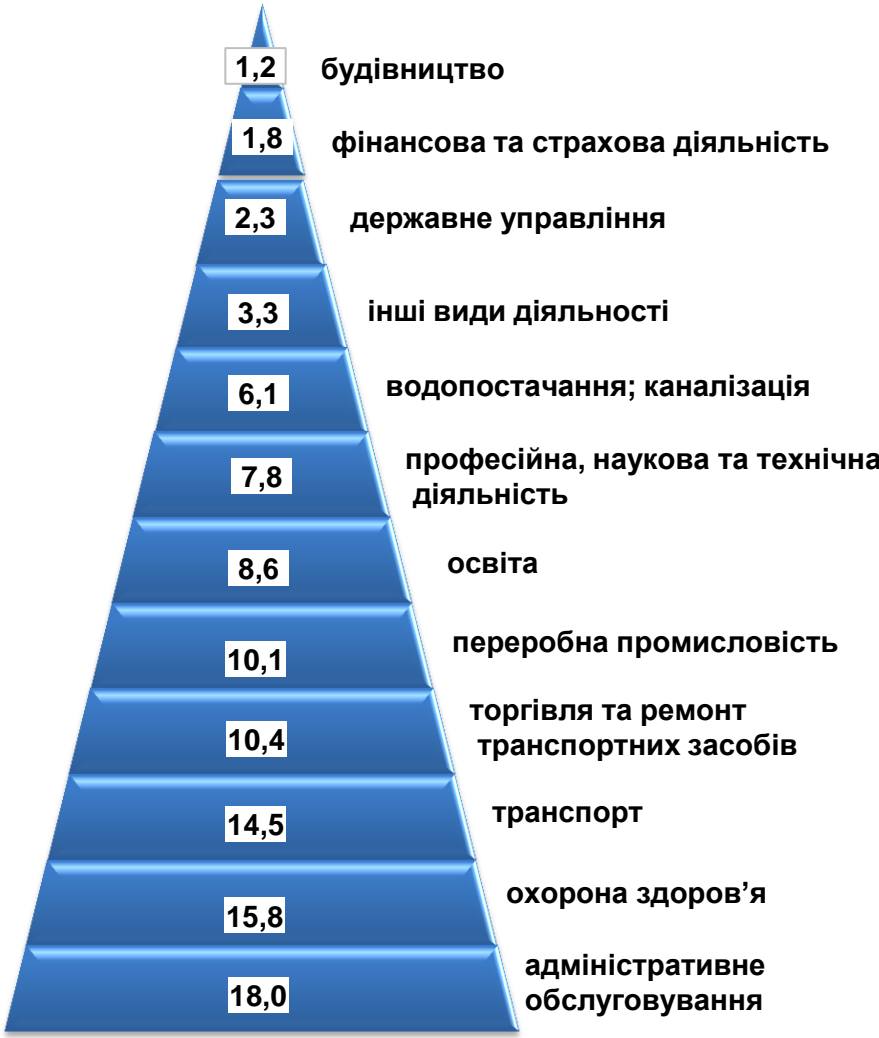 1,2 будівництво
1,8 фінансова та страхова діяльність
2,3 державне управління
3,3 інші види діяльності
6,1 водопостачання; каналізація
7,8 професійна, наукова та технічна
діяльність
8,6 освіта
10,1 переробна промисловість
10,4 торгівля та ремонт
транспортних засобів
14,5 транспорт
15,8 охорона здоров’я
18,0 адміністративне
обслуговування